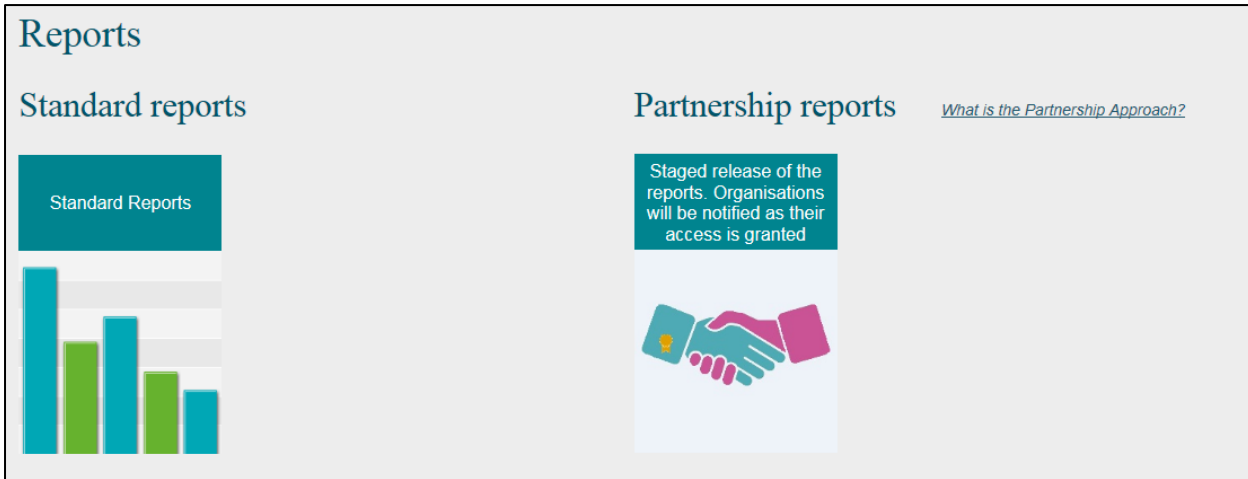 Reports
Standard reports
Partnership reports
What is the Partnership Approach?
Standard Reports
Staged release of the
reports. Organisations
will be notified as their
access is granted